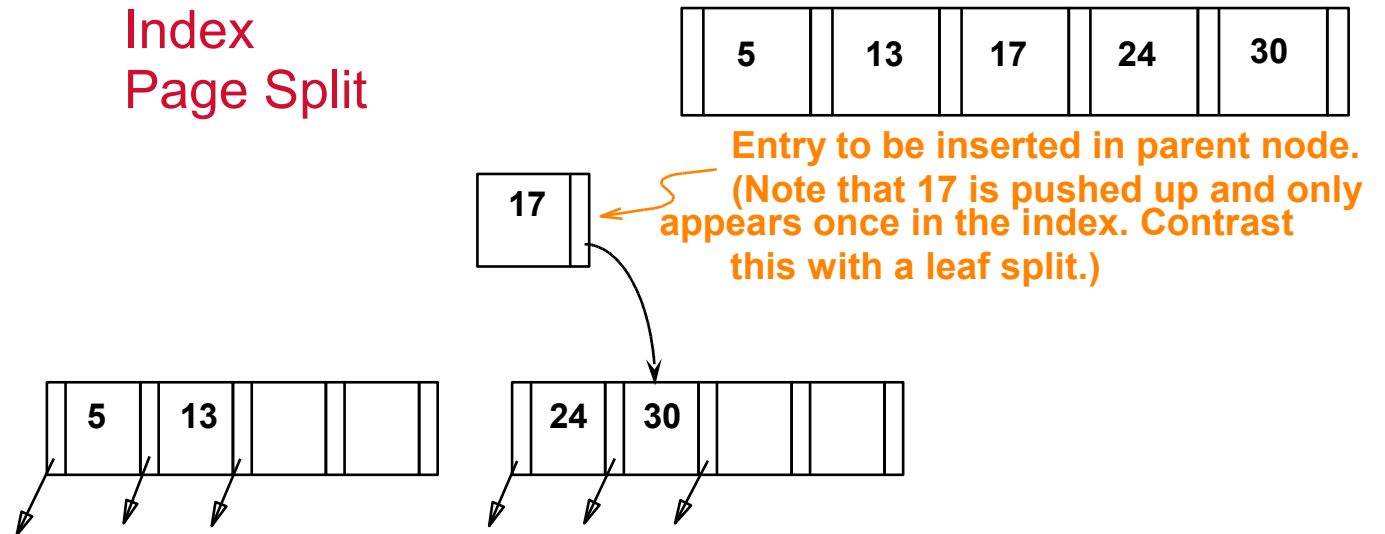 Index
Page Split
5 13 17 24 30
Entry to be inserted in parent node.
(Note that 17 is pushed up and only
appears once in the index. Contrast
this with a leaf split.)
17
5 13
24 30